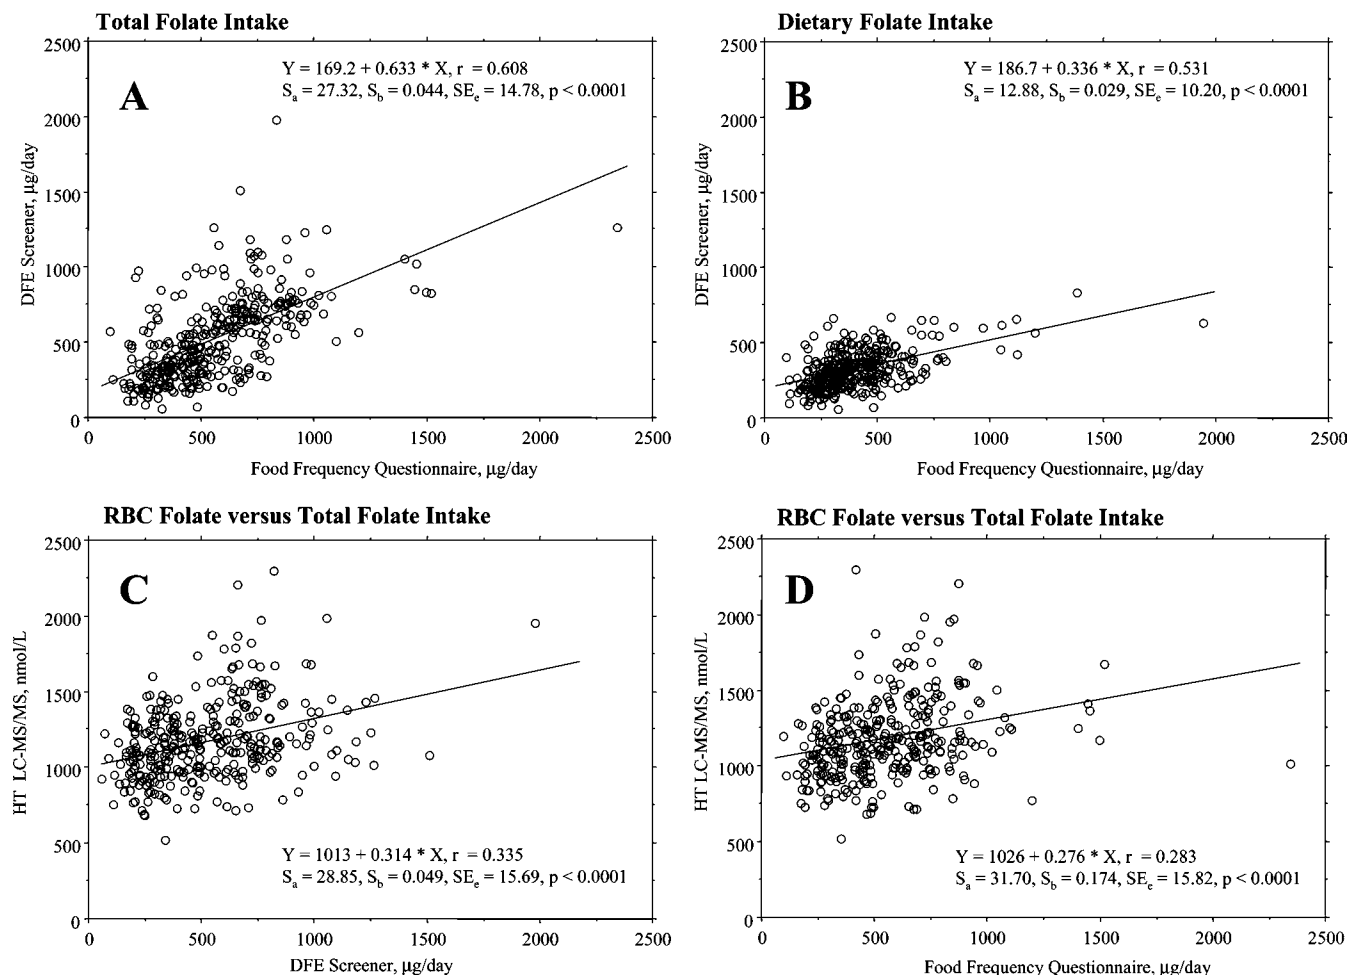 Total Folate Intake
A
Y = 169.2 + 0.633 * X, r = 0.608
Sa = 27.32, Sb = 0.044, SEe = 14.78, p < 0.0001
DFE Screener, µg/day
2500
2000
1500
1000
500
0
0 500 1000 1500 2000 2500
Food Frequency Questionnaire, µg/day
Dietary Folate Intake
B
Y = 186.7 + 0.336 * X, r = 0.531
Sa = 12.88, Sb = 0.029, SEe = 10.20, p < 0.0001
DFE Screener, µg/day
2500
2000
1500
1000
500
0
0 500 1000 1500 2000 2500
Food Frequency Questionnaire, µg/day
RBC Folate versus Total Folate Intake
C
HT LC-MS/MS, nmol/L
2500
2000
1500
1000
500
0
Y = 1013 + 0.314 * X, r = 0.335
Sa = 28.85, Sb = 0.049, SEe = 15.69, p < 0.0001
0 500 1000 1500 2000 2500
DFE Screener, µg/day
RBC Folate versus Total Folate Intake
D
HT LC-MS/MS, nmol/L
2500
2000
1500
1000
500
0
Y = 1026 + 0.276 * X, r = 0.283
Sa = 31.70, Sb = 0.174, SEe = 15.82, p < 0.0001
0 500 1000 1500 2000 2500
Food Frequency Questionnaire, µg/day